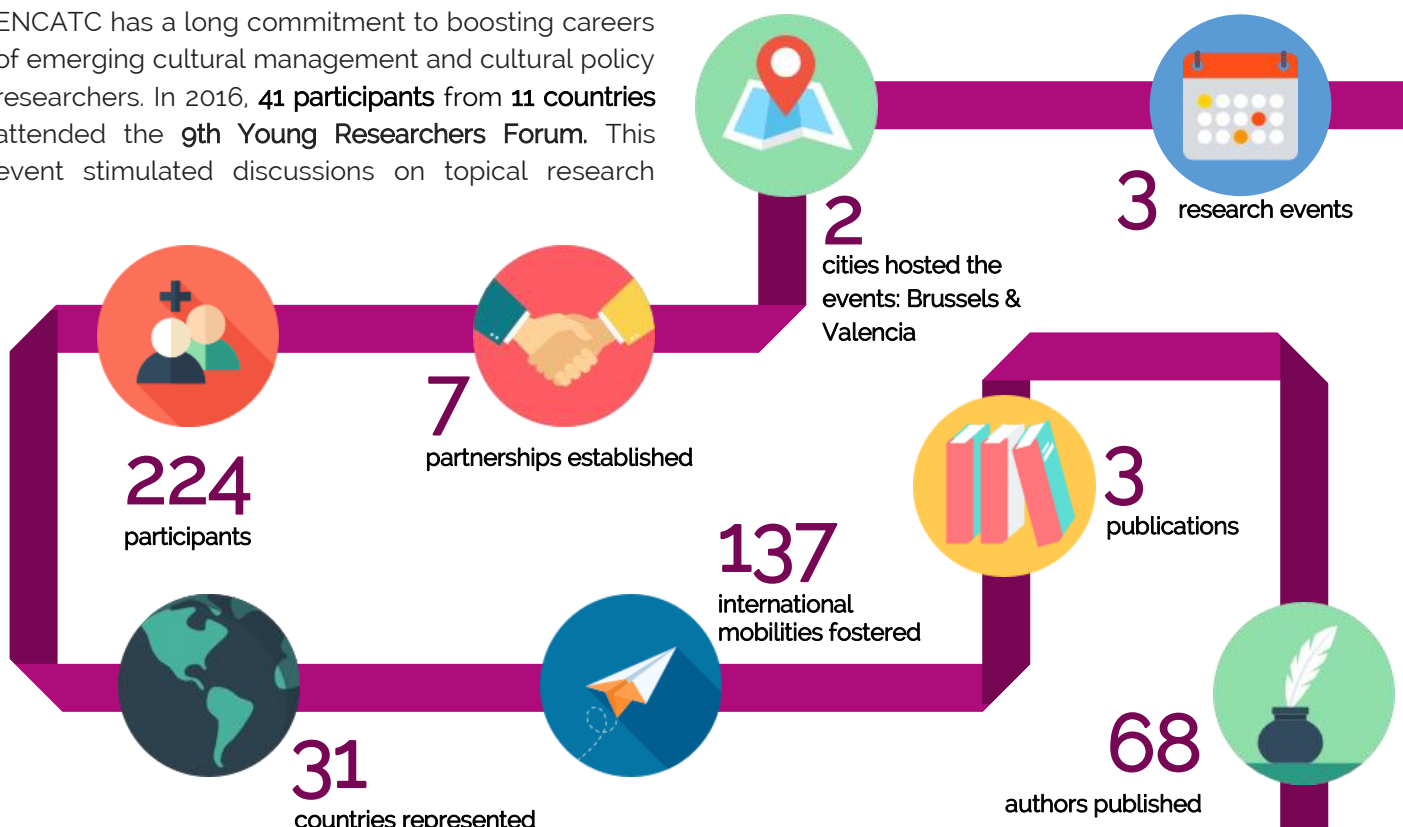 ENCATC has a long commitment to boosting careers
of emerging cultural management and cultural policy
researchers. In 2016, 41 participants from 11 countries
attended the 9th Young Researchers Forum. This
event stimulated discussions on topical research
3
research events
2
cities hosted the
events: Brussels &
Valencia
7
partnerships established
224
participants
31
countries represented
137
international
mobilities fostered
3
publications
68
authors published